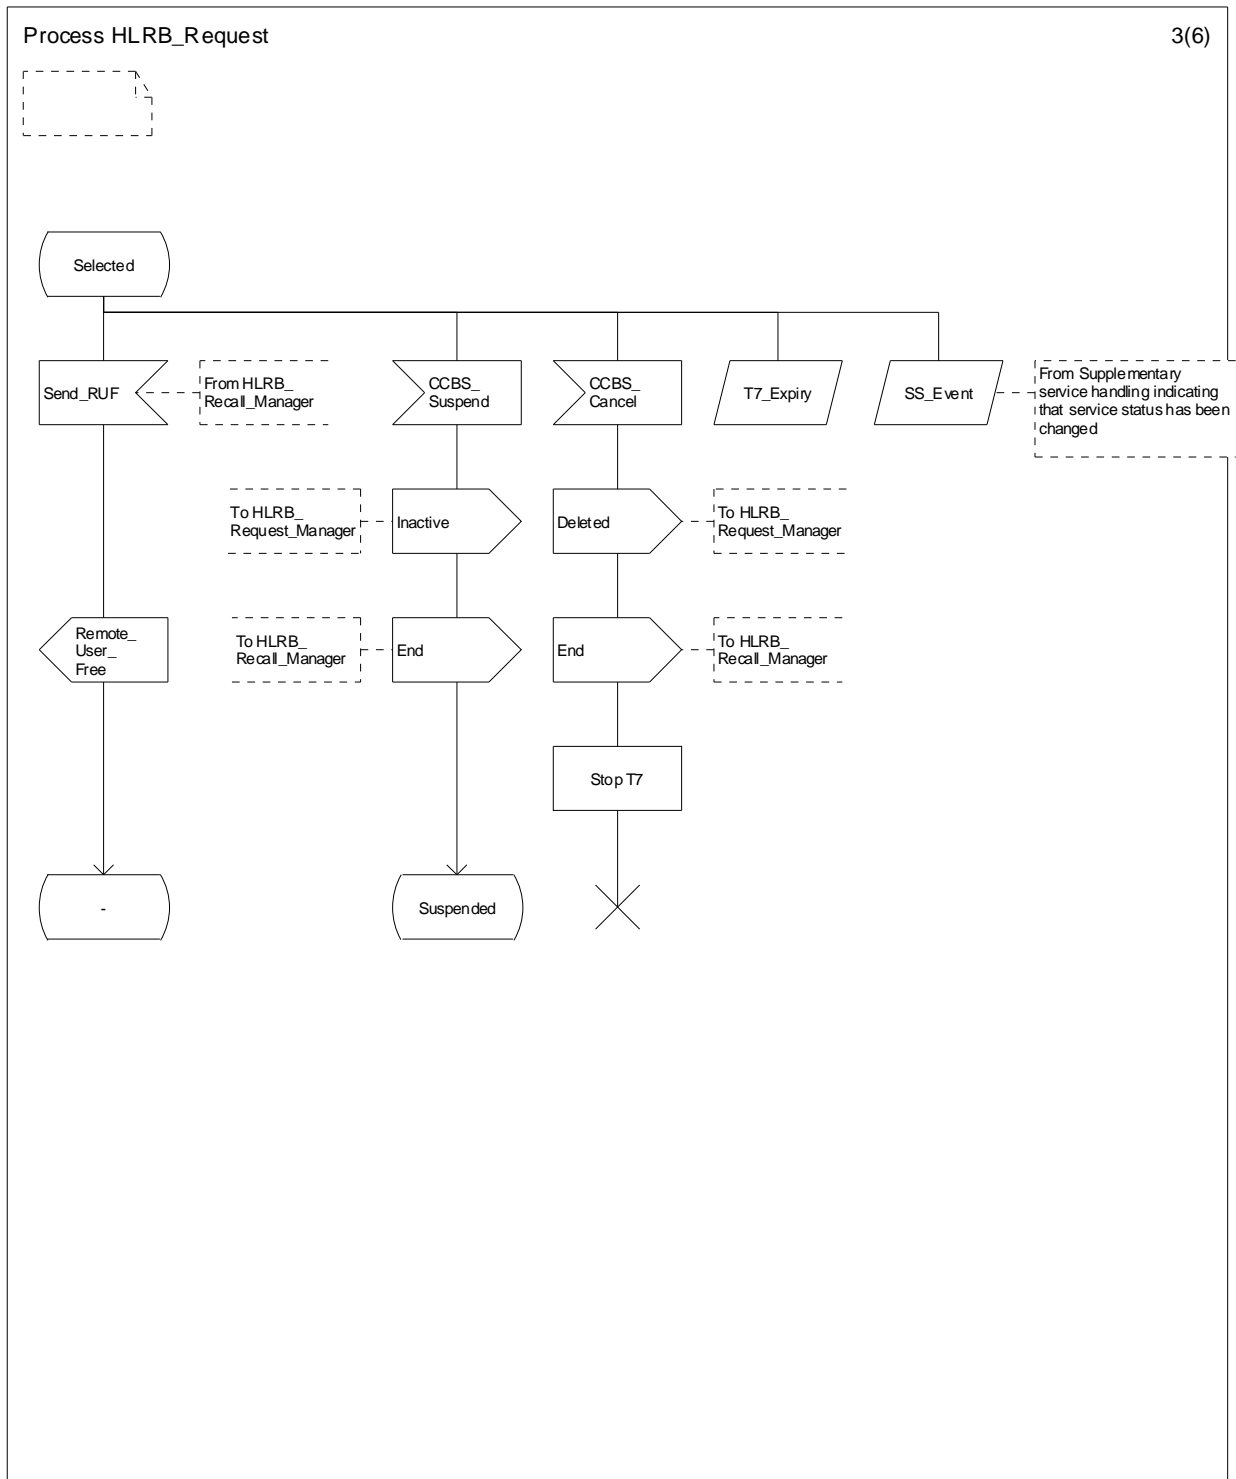 Process HLRB_Request
3(6)
Selected
Send_RUF
From HLRB_
Recall_Manager
CCBS_
Suspend
CCBS_
Cancel
T7_Expiry
SS_Event
From Supplementary
service handling indicating
that service status has been
changed
To HLRB_
Request_Manager
Inactive
Deleted
To HLRB_
Request_Manager
Remote_
User_
Free
To HLRB_
Recall_Manager
End
End
To HLRB_
Recall_Manager
Stop T7
-
Suspended